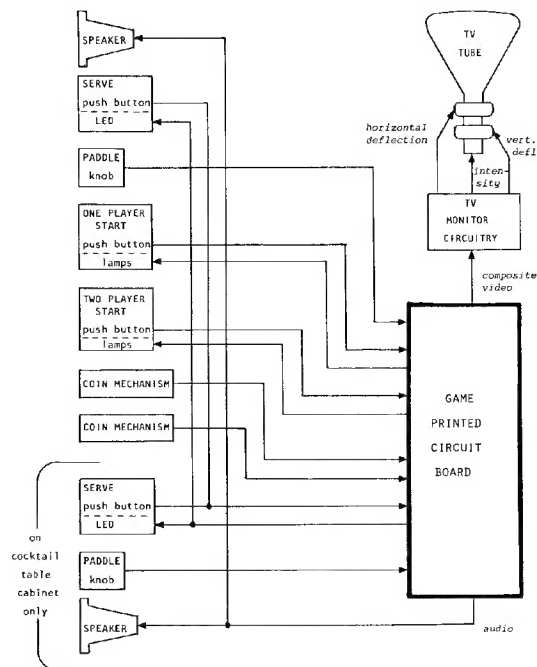 SPEAKER
SERVE
push button
LED
PADDLE
knob
ONE PLAYER
START
push button
lamps
TWO PLAYER
START
push button
lamps
COIN MECHANISM
COIN MECHANISM
on
cocktail
table
cabinet
only
SERVE
push button
LED
PADDLE
knob
SPEAKER
TV
TUBE
horizontal
deflection
vert.
defl
inten-
sity
TV
MONITOR
CIRCUITRY
composite
video
GAME
PRINTED
CIRCUIT
BOARD
audio